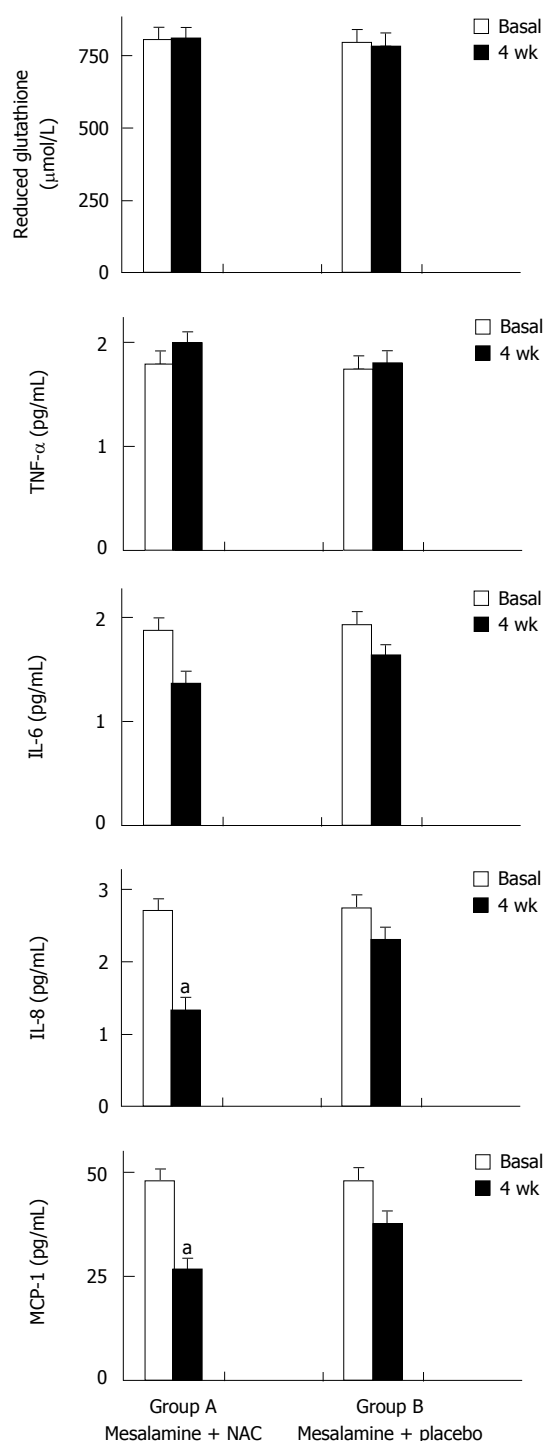 Basal
4 wk
Reduced glutathione
(μmol/L)
750
500
250
0
Basal
4 wk
TNF-α (pg/mL)
2
1
0
Basal
4 wk
IL-6 (pg/mL)
2
1
0
Basal
4 wk
IL-8 (pg/mL)
3
2
1
0
a
Basal
4 wk
MCP-1 (pg/mL)
50
25
0
a
Group A Group B
Mesalamine + NAC Mesalamine + placebo